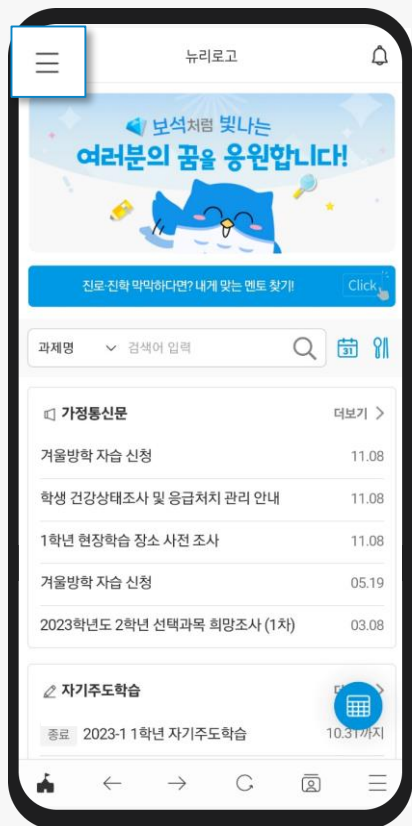 뉴리로고
보석처럼 빛나는
여러분의 꿈을 응원합니다!
진로·진학 막막하다면? 내게 맞는 멘토 찾기! Click
과제명 검색어 입력 31
가정통신문 더보기
겨울방학 자습 신청 11.08
학생 건강상태조사 및 응급처치 관리 안내 11.08
1학년 현장학습 장소 사전 조사 11.08
겨울방학 자습 신청 05.19
2023학년도 2학년 선택과목 희망조사 (1차) 03.08
자기주도학습
종료 2023-1 1학년 자기주도학습 10.31까지